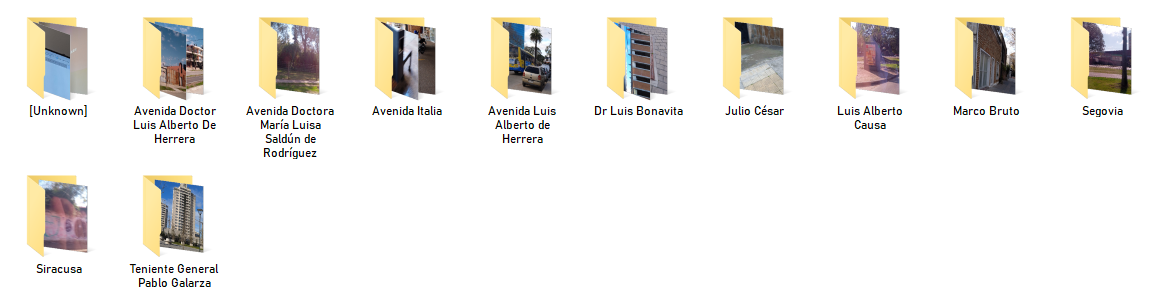 [Unknown]
Avenida Doctor
Luis Alberto De
Herrera
Avenida Doctora
María Luisa
Saldún de
Rodríguez
Avenida Italia
Avenida Luis
Alberto de
Herrera
Dr Luis Bonavita
Julio César
Luis Alberto
Causa
Marco Bruto
Segovia
Siracusa
Teniente General
Pablo Galarza